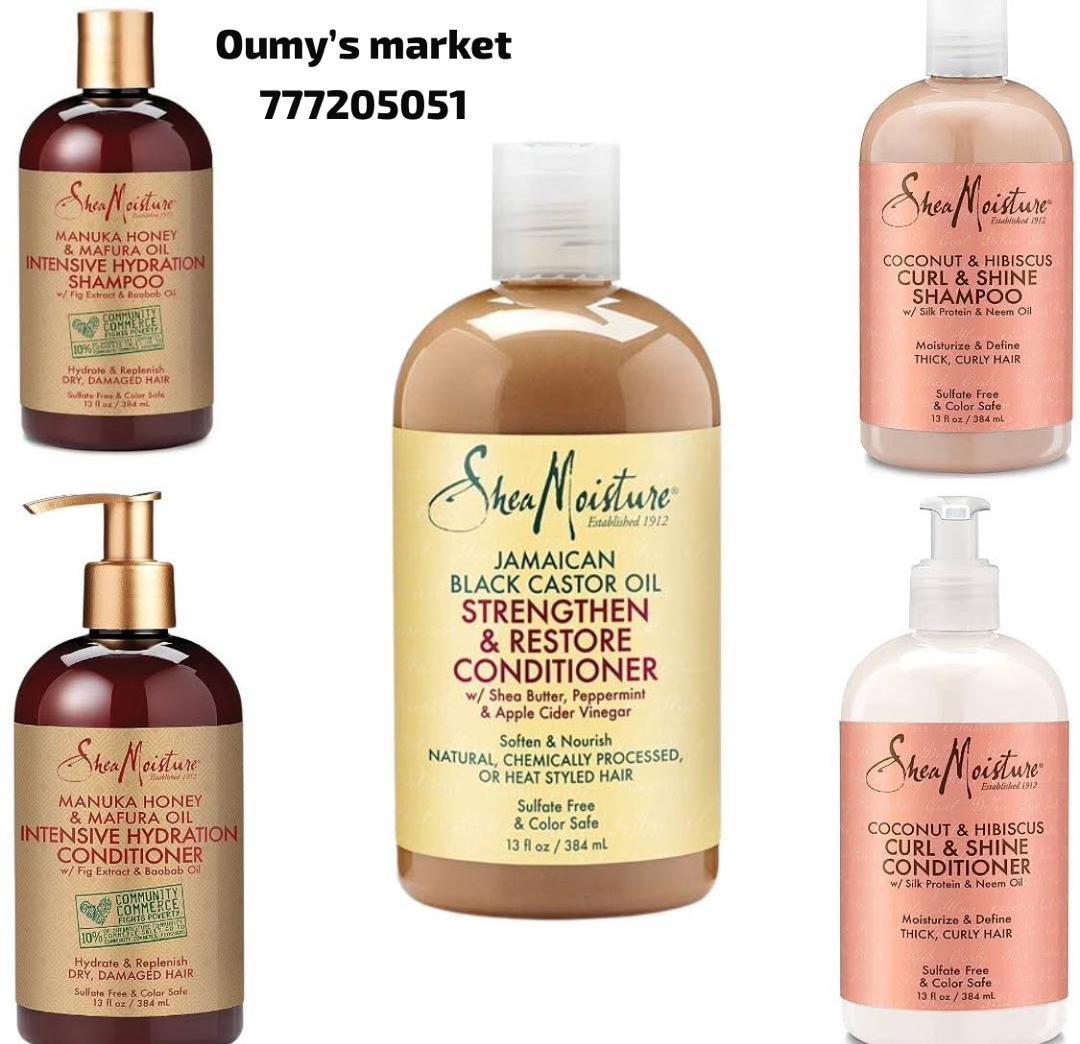 Oumy's market
777205051
SheaMoisture
Established 1912
MANUKA HONEY
& MAFURA OIL
INTENSIVE HYDRATION
SHAMPOO
w/ Fig Extract & Baobab Oil
COMMUNITY
COMMERCE
FIGHTS POVERTY
10%
Hydrate & Replenish
DRY, DAMAGED HAIR
Sulfate Free & Color Safe
13 fl oz / 384 mL
SheaMoisture®
Established 1912
COCONUT & HIBISCUS
CURL & SHINE
SHAMPOO
w/ Silk Protein & Neem Oil
Moisturize & Define
THICK, CURLY HAIR
Sulfate Free
& Color Safe
13 fl oz / 384 mL
SheaMoisture®
Established 1912
JAMAICAN
BLACK CASTOR OIL
STRENGTHEN
& RESTORE
CONDITIONER
w/ Shea Butter, Peppermint
& Apple Cider Vinegar
Soften & Nourish
NATURAL, CHEMICALLY PROCESSED,
OR HEAT STYLED HAIR
Sulfate Free
& Color Safe
13 fl oz / 384 mL
SheaMoisture
Established 1912
MANUKA HONEY
& MAFURA OIL
INTENSIVE HYDRATION
CONDITIONER
w/ Fig Extract & Baobab Oil
COMMUNITY
COMMERCE
FIGHTS POVERTY
10%
Hydrate & Replenish
DRY, DAMAGED HAIR
Sulfate Free & Color Safe
13 fl oz / 384 mL
SheaMoisture®
Established 1912
COCONUT & HIBISCUS
CURL & SHINE
CONDITIONER
w/ Silk Protein & Neem Oil
Moisturize & Define
THICK, CURLY HAIR
Sulfate Free
& Color Safe
13 fl oz / 384 mL